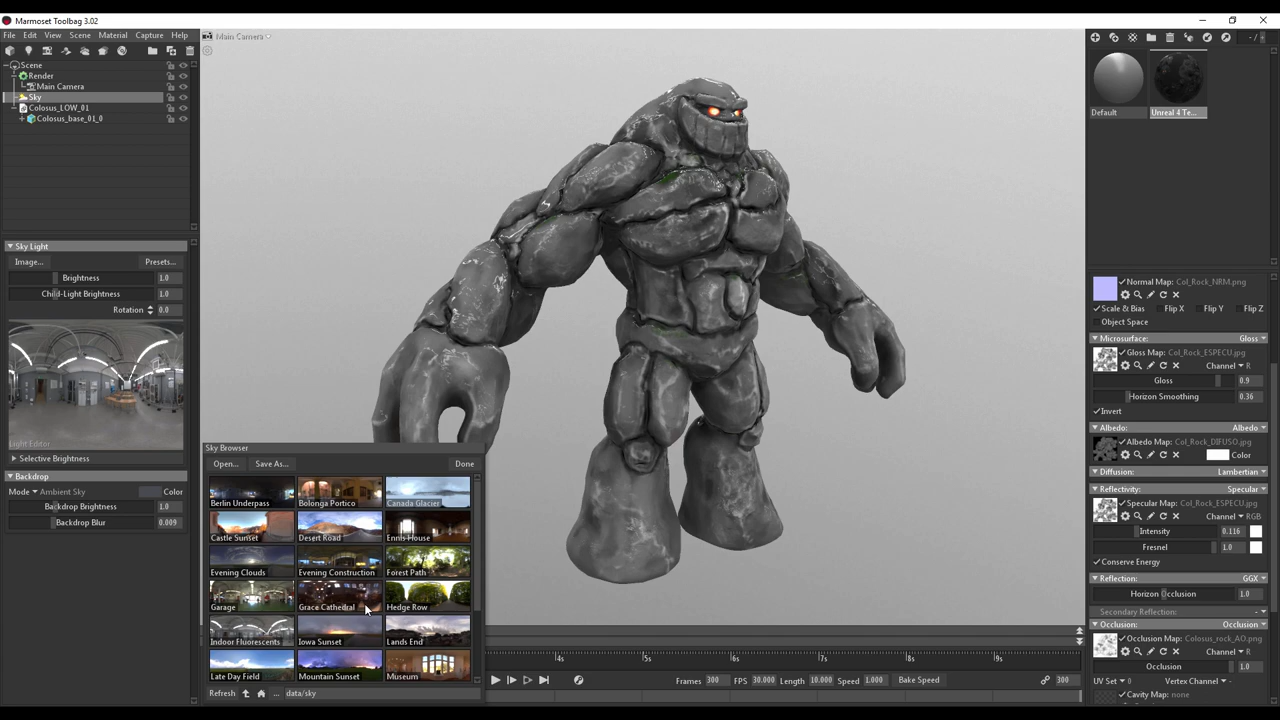 Marmoset Toolbag 3.02
File Edit View Scene Material Capture Help
Main Camera
Scene
Render
Main Camera
Sky
Colosus_LOW_01
Colosus_base_01_0
Sky Light
Image... Presets...
Brightness 1.0
Child-Light Brightness 1.0
Rotation 0.0
Light Editor
Selective Brightness
Backdrop
Mode Ambient Sky Color
Backdrop Brightness 1.0
Backdrop Blur 0.009
Sky Browser
Open... Save As... Done
Berlin Underpass Bolonga Portico Canada Glacier
Castle Sunset Desert Road Ennis House
Evening Clouds Evening Construction Forest Path
Garage Grace Cathedral Hedge Row
Indoor Fluorescents Iowa Sunset Lands End
Late Day Field Mountain Sunset Museum
Refresh ... data/sky
4s 5s 6s 7s 8s 9s
Frames 300 FPS 30.000 Length 10.000 Speed 1.000 Bake Speed 300
Default Unreal 4 Te...
Normal Map: Col_Rock_NRM.png
Scale & Bias Flip X Flip Y Flip Z
Object Space
Microsurface: Gloss
Gloss Map: Col_Rock_ESPECU.jpg
Channel R
Gloss 0.9
Horizon Smoothing 0.36
Invert
Albedo: Albedo
Albedo Map: Col_Rock_DIFUSO.jpg
Color
Diffusion: Lambertian
Reflectivity: Specular
Specular Map: Col_Rock_ESPECU.jpg
Channel RGB
Intensity 0.116
Fresnel 1.0
Conserve Energy
Reflection: GGX
Horizon Occlusion 1.0
Secondary Reflection: -
Occlusion: Occlusion
Occlusion Map: Colosus_rock_AO.png
Channel R
Occlusion 1.0
UV Set 0 Vertex Channel -
Cavity Map: none